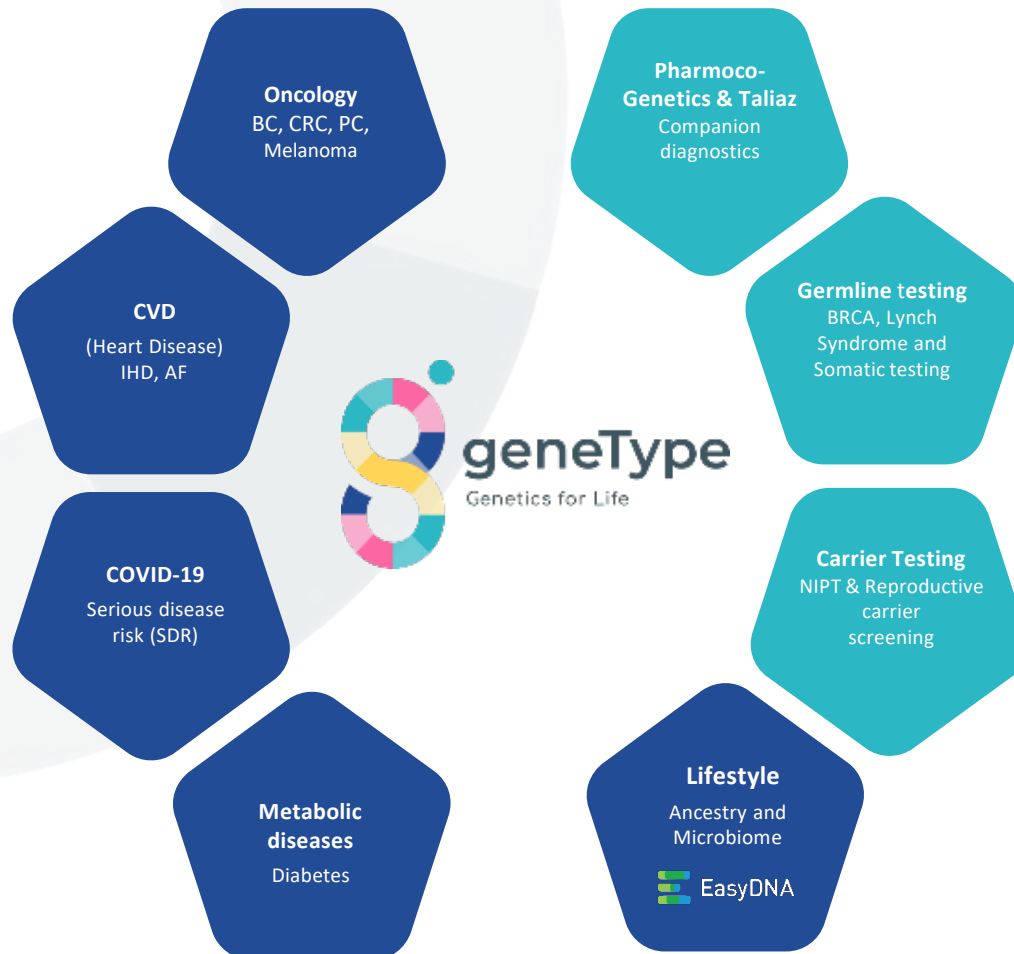 Oncology
BC, CRC, PC,
Melanoma
Pharmoco-
Genetics & Taliaz
Companion
diagnostics
CVD
(Heart Disease)
IHD, AF
Germline testing
BRCA, Lynch
Syndrome and
Somatic testing
geneType
Genetics for Life
COVID-19
Serious disease
risk (SDR)
Carrier Testing
NIPT & Reproductive
carrier
screening
Metabolic
diseases
Diabetes
Lifestyle
Ancestry and
Microbiome
EasyDNA